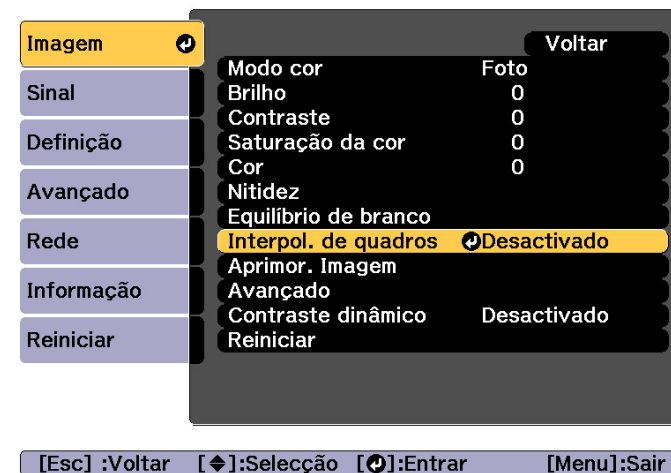 Imagem
Sinal
Definição
Avançado
Rede
Informação
Reiniciar
Voltar
Modo cor Foto
Brilho 0
Contraste 0
Saturação da cor 0
Cor 0
Nitidez
Equilíbrio de branco
Interpol. de quadros Desactivado
Aprimor. Imagem
Avançado
Contraste dinâmico Desactivado
Reiniciar
[Esc] :Voltar [◆]:Selecção [↵]:Entrar [Menu]:Sair